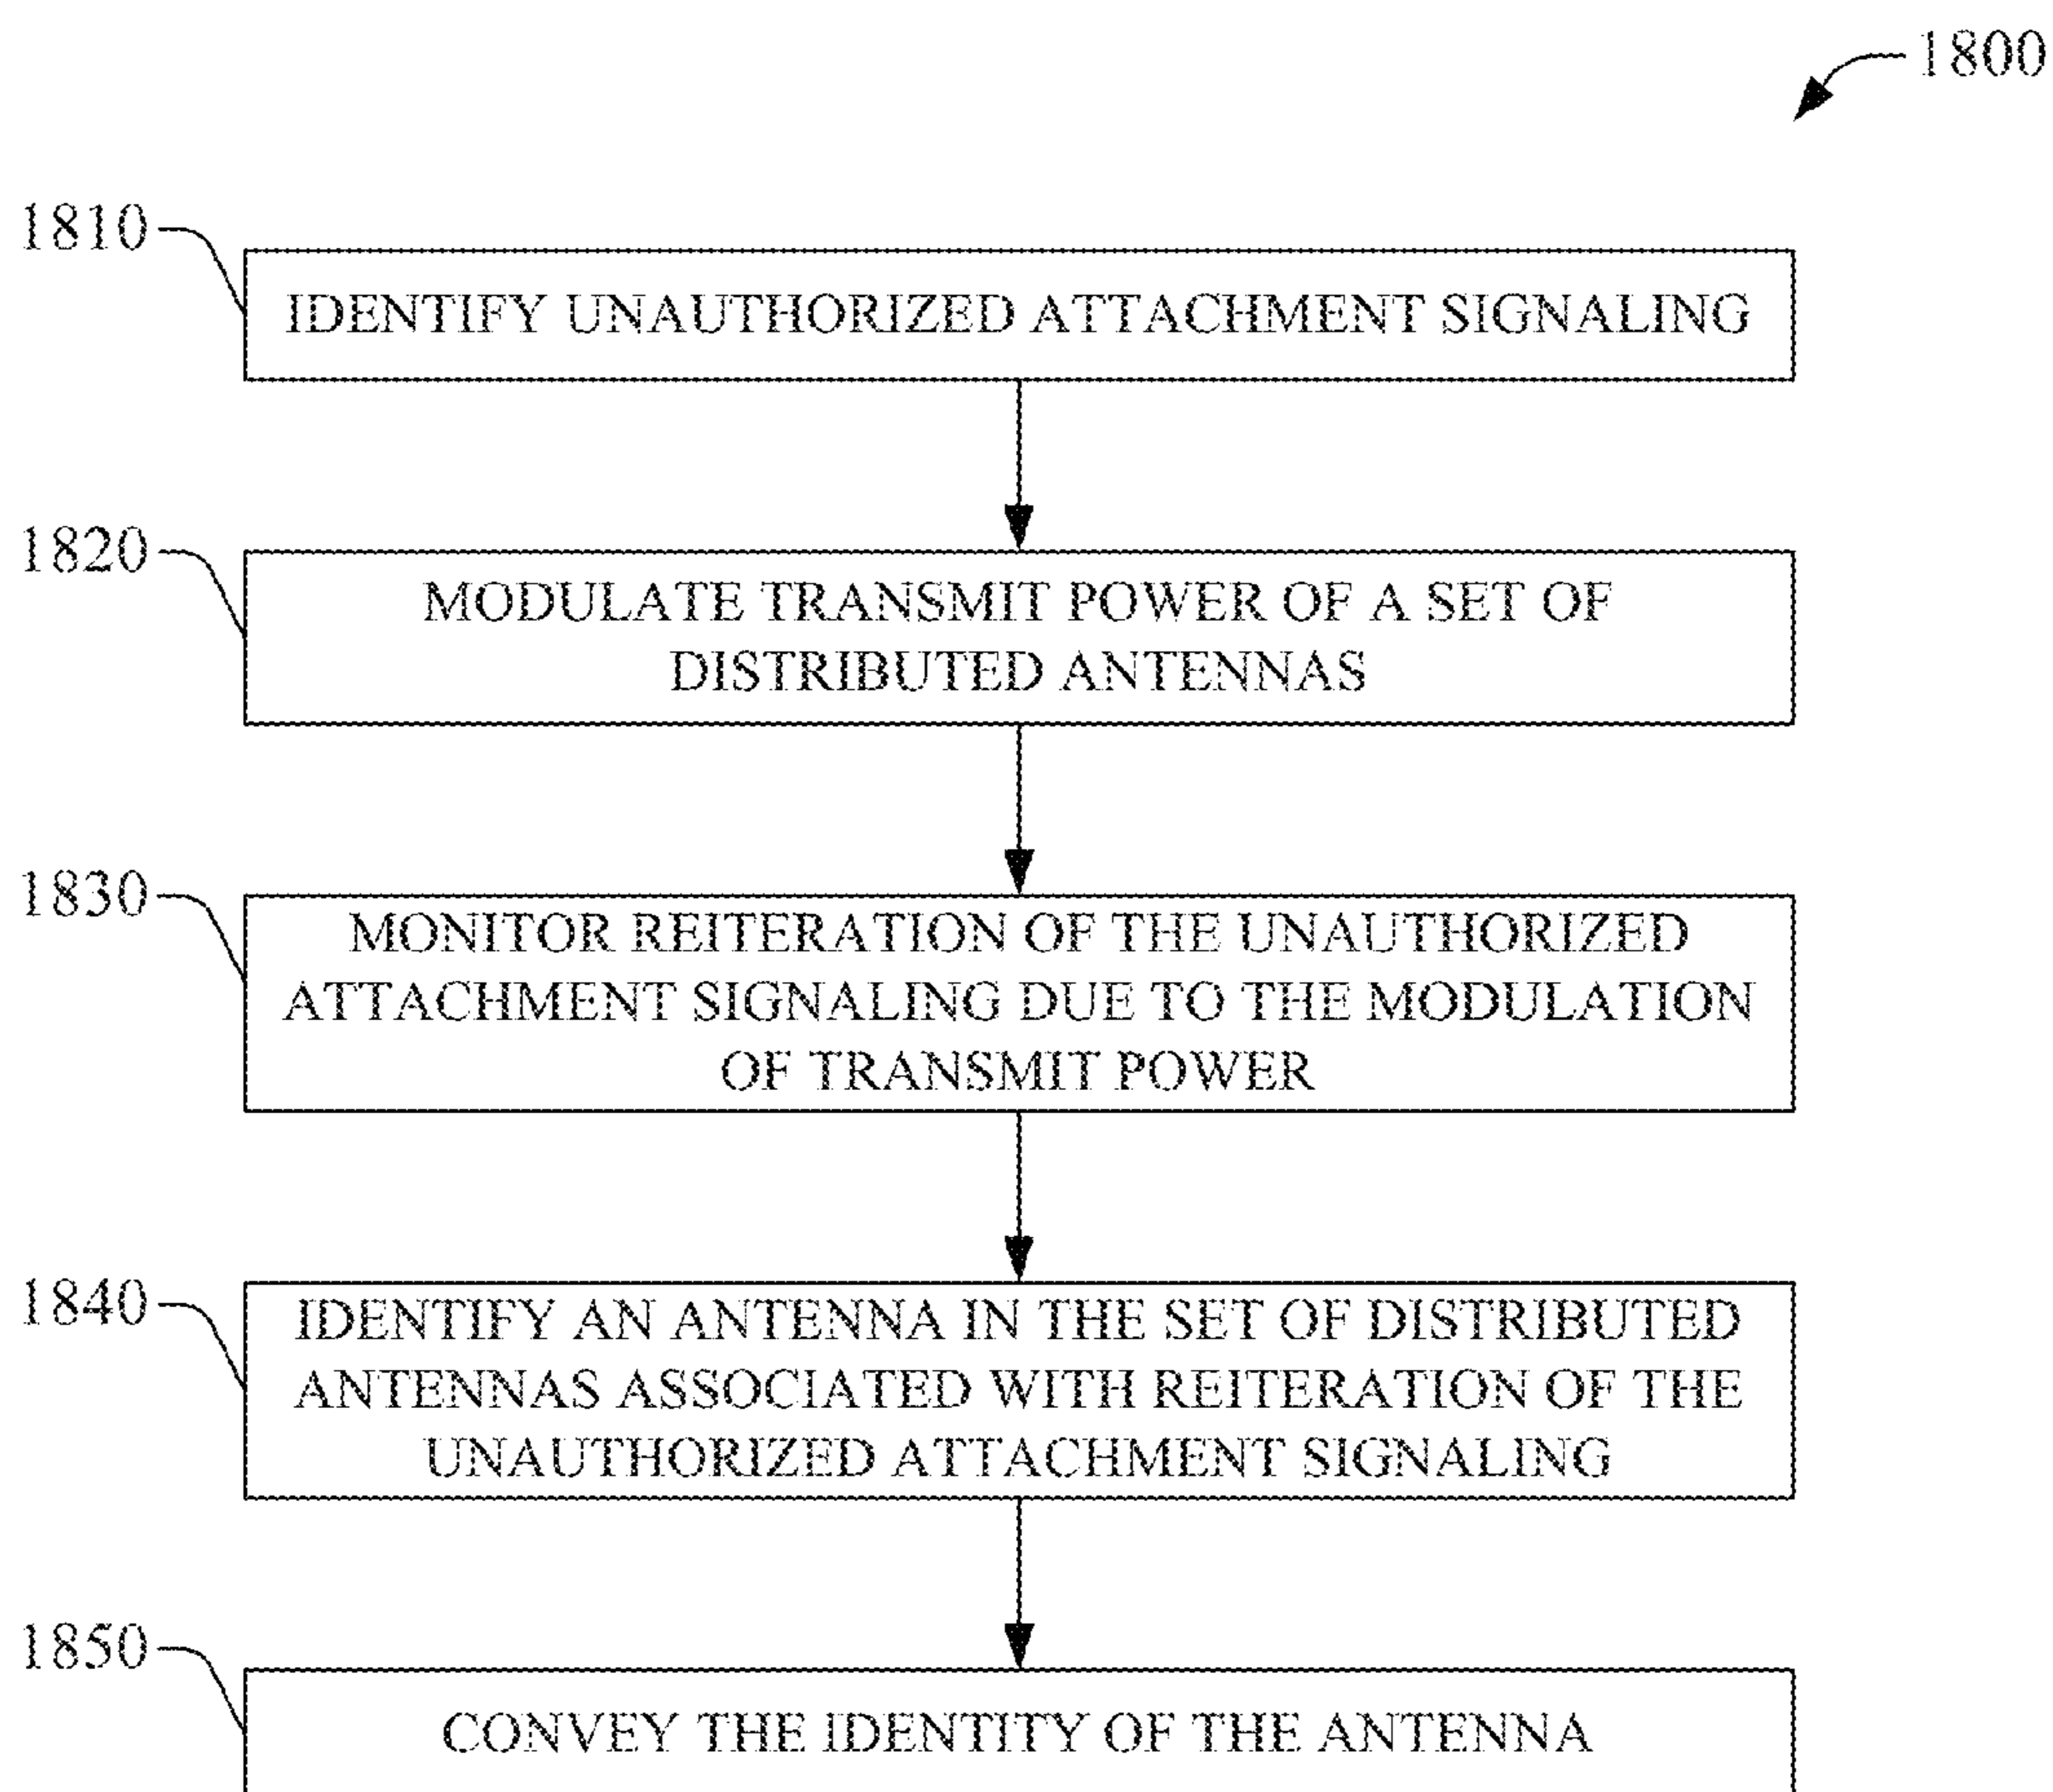 1800
1810
IDENTIFY UNAUTHORIZED ATTACHMENT SIGNALING
1820
MODULATE TRANSMIT POWER OF A SET OF
DISTRIBUTED ANTENNAS
1830
MONITOR REITERATION OF THE UNAUTHORIZED
ATTACHMENT SIGNALING DUE TO THE MODULATION
OF TRANSMIT POWER
1840
IDENTIFY AN ANTENNA IN THE SET OF DISTRIBUTED
ANTENNAS ASSOCIATED WITH REITERATION OF THE
UNAUTHORIZED ATTACHMENT SIGNALING
1850
CONVEY THE IDENTITY OF THE ANTENNA